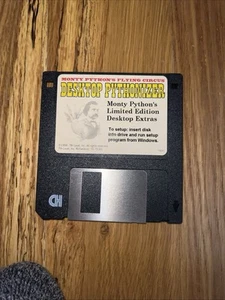 MONTY PYTHON'S FLYING CIRCUS
DESKTOP PYTHONIZER
Monty Python's
Limited Edition
Desktop Extras
To setup: insert disk
into drive and run setup
program from Windows.